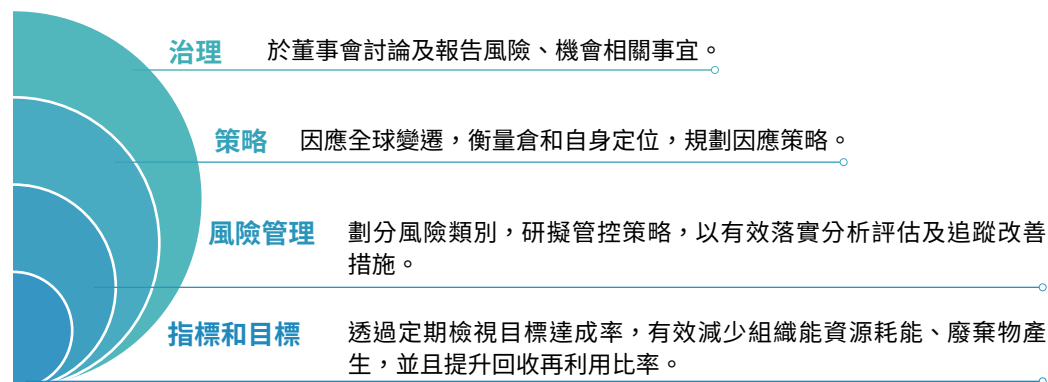 治理 於董事會討論及報告風險、機會相關事宜。
策略 因應全球變遷，衡量倉和自身定位，規劃因應策略。
風險管理 劃分風險類別，研擬管控策略，以有效落實分析評估及追蹤改善
措施。
指標和目標 透過定期檢視目標達成率，有效減少組織能資源耗能、廢棄物產
生，並且提升回收再利用比率。